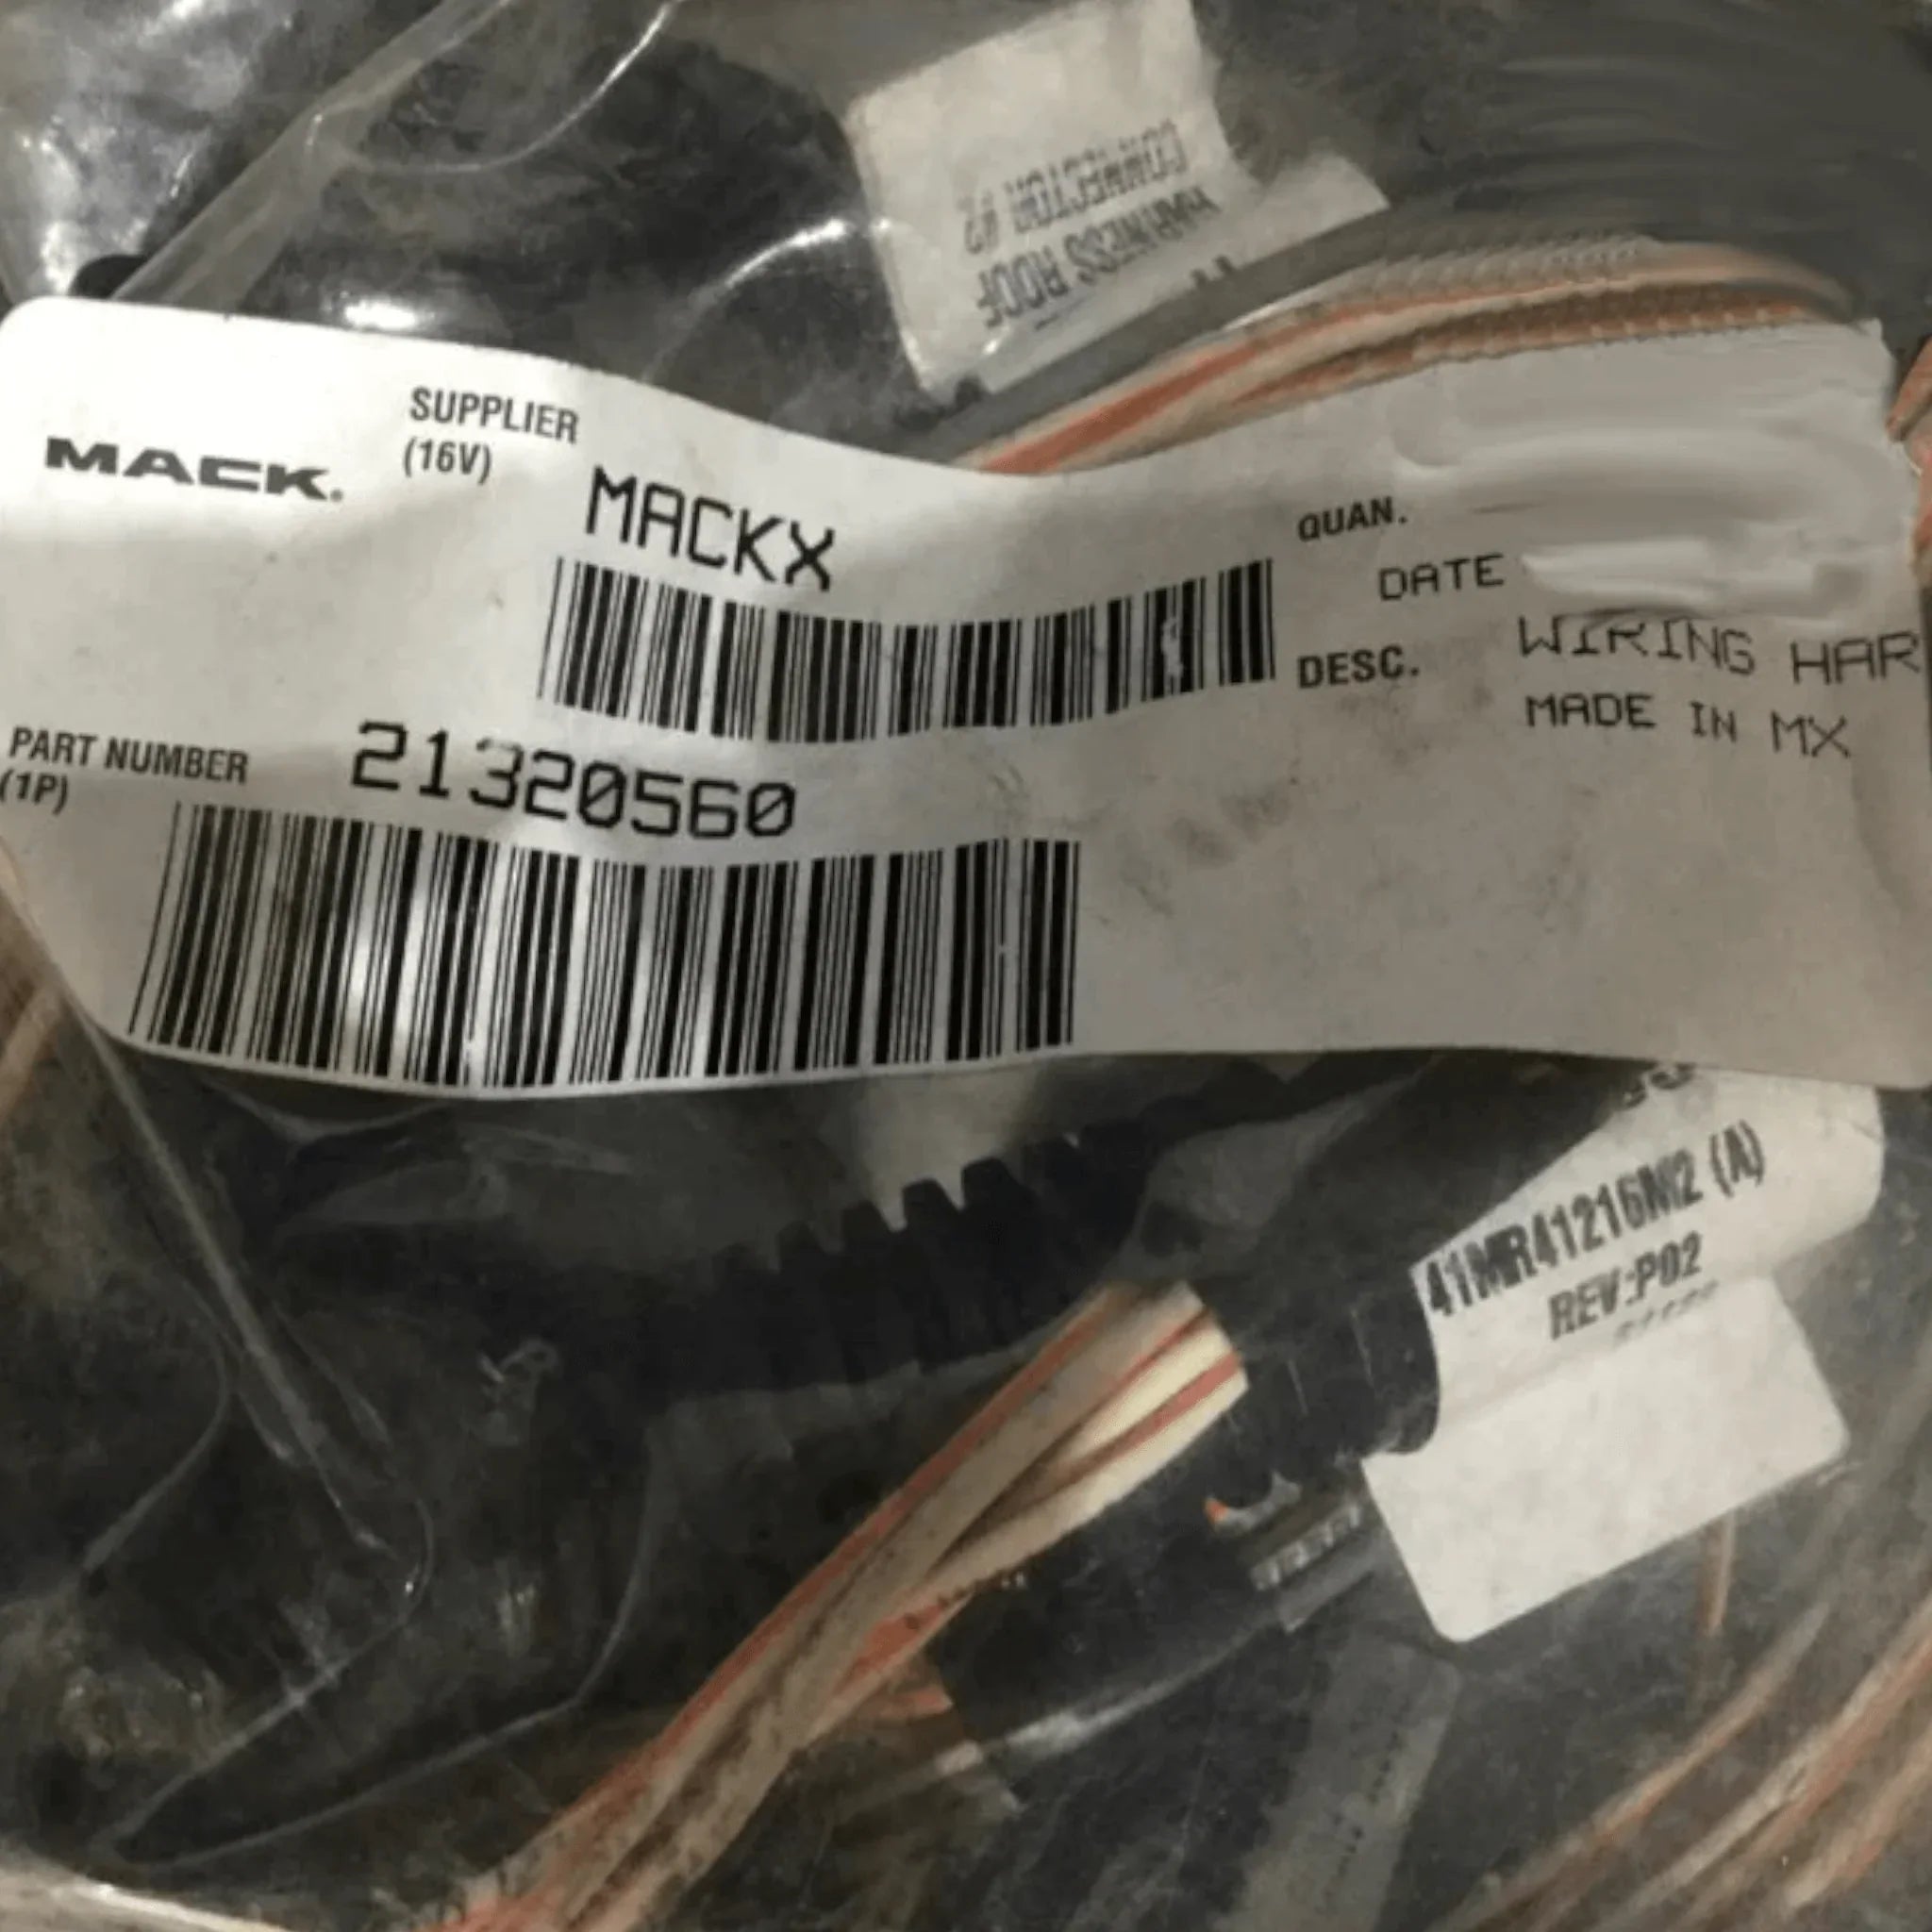 HARNESS ROOF
CONNECTOR #2
MACK.
SUPPLIER
(16V)
MACKX
QUAN.
DATE
DESC.
WIRING HAR
MADE IN MX
PART NUMBER
(1P)
21320560
41MR41216M2 (A)
REV:P02